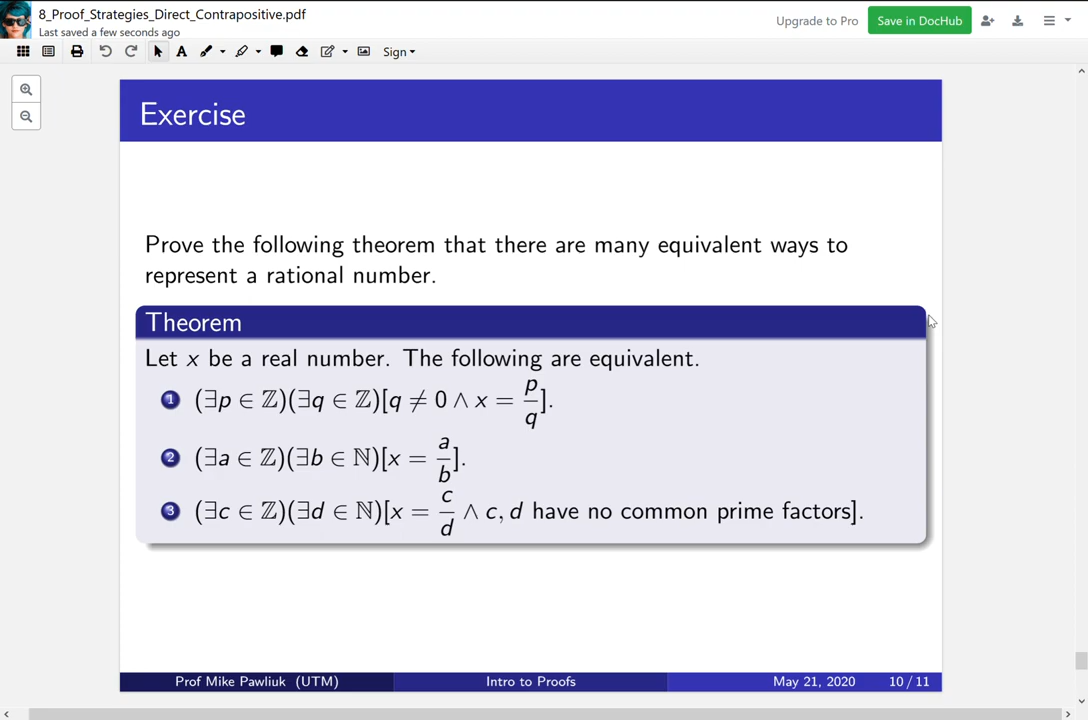 8_Proof_Strategies_Direct_Contrapositive.pdf
Last saved a few seconds ago
Upgrade to Pro
Save in DocHub
A
Sign
Exercise
Prove the following theorem that there are many equivalent ways to
represent a rational number.
Theorem
Let x be a real number. The following are equivalent.
1 (∃p ∈ ℤ)(∃q ∈ ℤ)[q ≠ 0 ∧ x = p/q].
2 (∃a ∈ ℤ)(∃b ∈ ℕ)[x = a/b].
3 (∃c ∈ ℤ)(∃d ∈ ℕ)[x = c/d ∧ c, d have no common prime factors].
Prof Mike Pawliuk (UTM) Intro to Proofs May 21, 2020 10 / 11